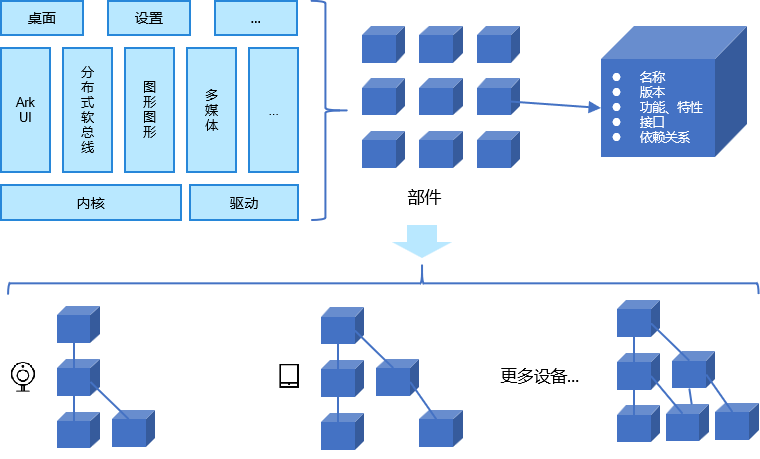 桌面
设置
...
Ark
UI
分布式软总线
图形图形
多媒体
...
内核
驱动
部件
名称
版本
功能、特性
接口
依赖关系
更多设备...